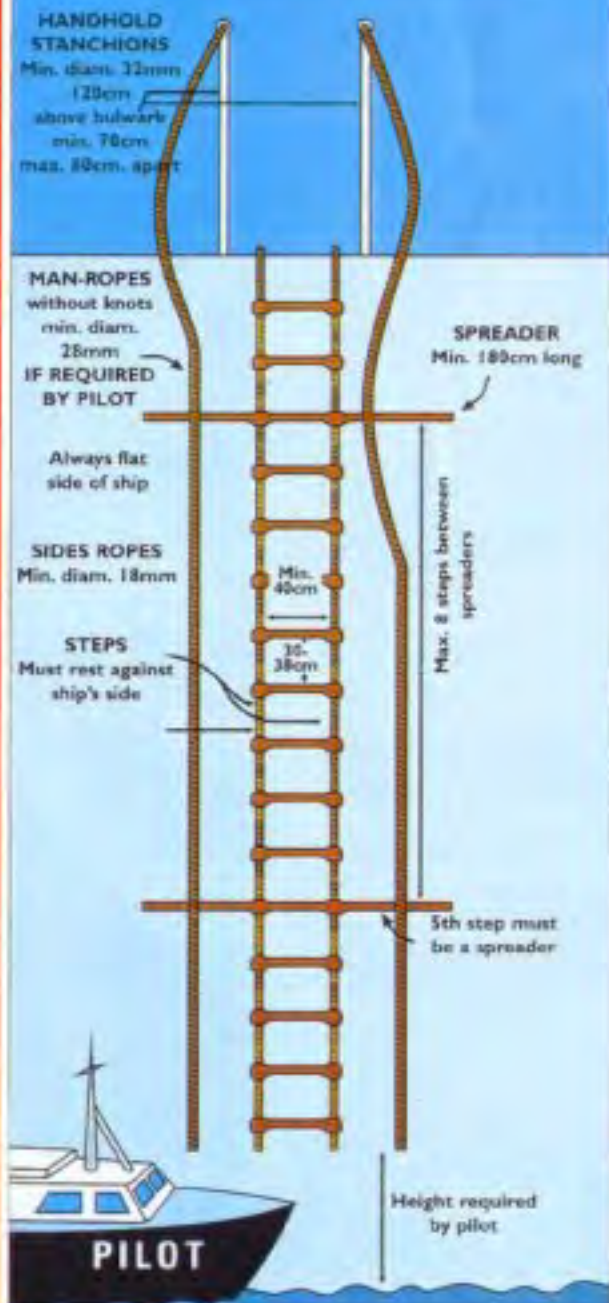 HANDHOLD
STANCHIONS
Min. diam. 32mm
120cm
above bulwark
min. 70cm
max. 80cm. apart
MAN-ROPES
without knots
min. diam.
28mm
IF REQUIRED
BY PILOT
SPREADER
Min. 180cm long
Always flat
side of ship
SIDES ROPES
Min. diam. 18mm
Min.
40cm
Max. 8 steps between
spreaders
STEPS
Must rest against
ship's side
30-
38cm
5th step must
be a spreader
Height required
by pilot
PILOT